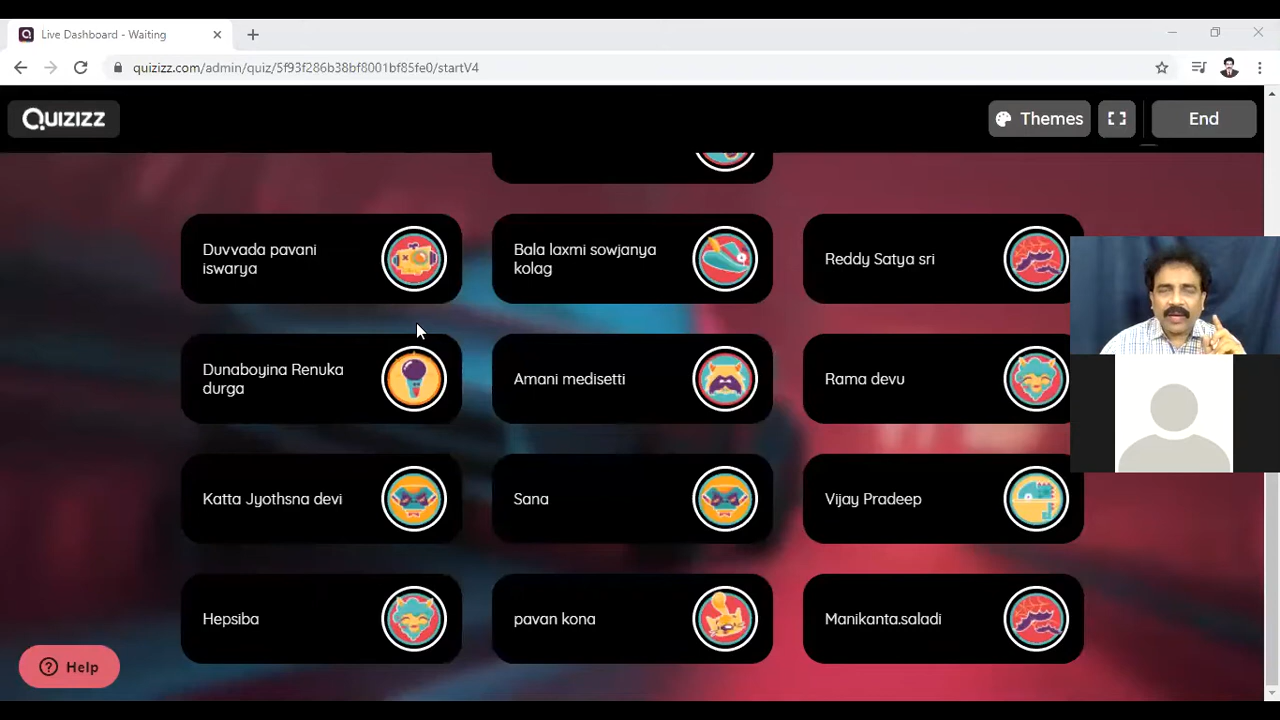 Live Dashboard - Waiting
quizizz.com/admin/quiz/5f93f286b38bf8001bf85fe0/startV4
QUIZIZZ
Themes
End
Duvvada pavani
iswarya
Bala laxmi sowjanya
kolag
Reddy Satya sri
Dunaboyina Renuka
durga
Amani medisetti
Rama devu
Katta Jyothsna devi
Sana
Vijay Pradeep
Hepsiba
pavan kona
Manikanta.saladi
Help